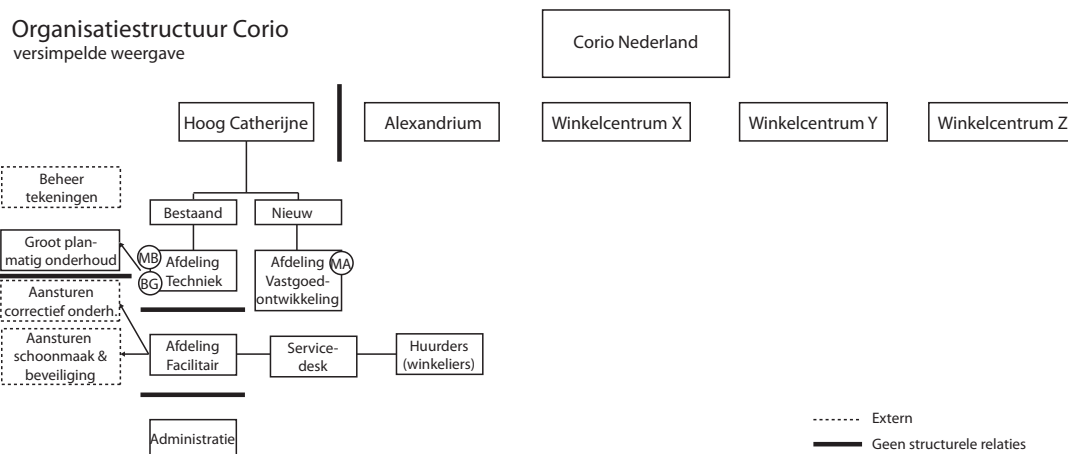 Organisatiestructuur Corio
versimpelde weergave
Corio Nederland
Hoog Catherijne
Alexandrium
Winkelcentrum X
Winkelcentrum Y
Winkelcentrum Z
Beheer
tekeningen
Bestaand
Nieuw
Groot plan-
matig onderhoud
MB
BG
Afdeling
Techniek
Afdeling
Vastgoed-
ontwikkeling
MA
Aansturen
correctief onderh.
Aansturen
schoonmaak &
beveiliging
Afdeling
Facilitair
Service-
desk
Huurders
(winkeliers)
Administratie
Extern
Geen structurele relaties